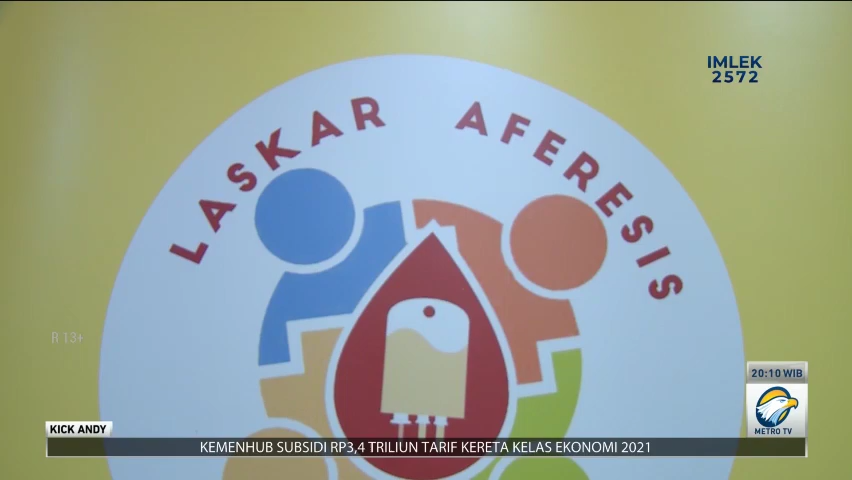 IMLEK
2572
LASKAR AFERESIS
R 13+
20:10 WIB
METRO TV
KICK ANDY
KEMENHUB SUBSIDI RP3,4 TRILIUN TARIF KERETA KELAS EKONOMI 2021